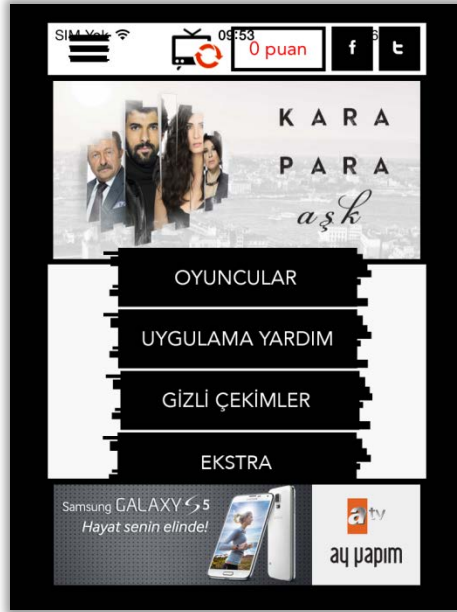 SIM Yok 09:53 6
0 puan f t
KARA
PARA
aşk
OYUNCULAR
UYGULAMA YARDIM
GİZLİ ÇEKİMLER
EKSTRA
Samsung GALAXY S5
Hayat senin elinde!
atv
ay yapım